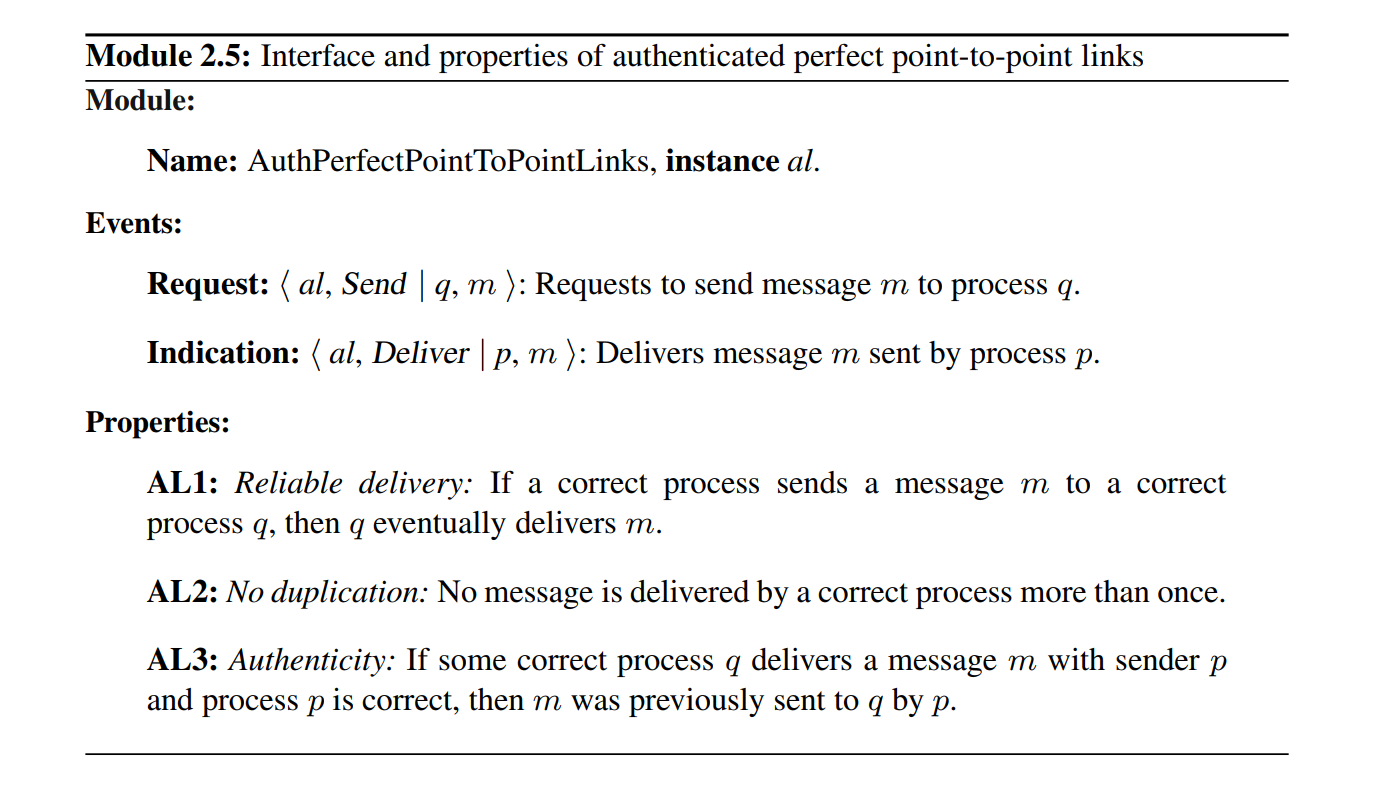 Module 2.5: Interface and properties of authenticated perfect point-to-point links
Module:
Name: AuthPerfectPointToPointLinks, instance al.
Events:
Request: ⟨ al, Send | q, m ⟩: Requests to send message m to process q.
Indication: ⟨ al, Deliver | p, m ⟩: Delivers message m sent by process p.
Properties:
AL1: Reliable delivery: If a correct process sends a message m to a correct
process q, then q eventually delivers m.
AL2: No duplication: No message is delivered by a correct process more than once.
AL3: Authenticity: If some correct process q delivers a message m with sender p
and process p is correct, then m was previously sent to q by p.